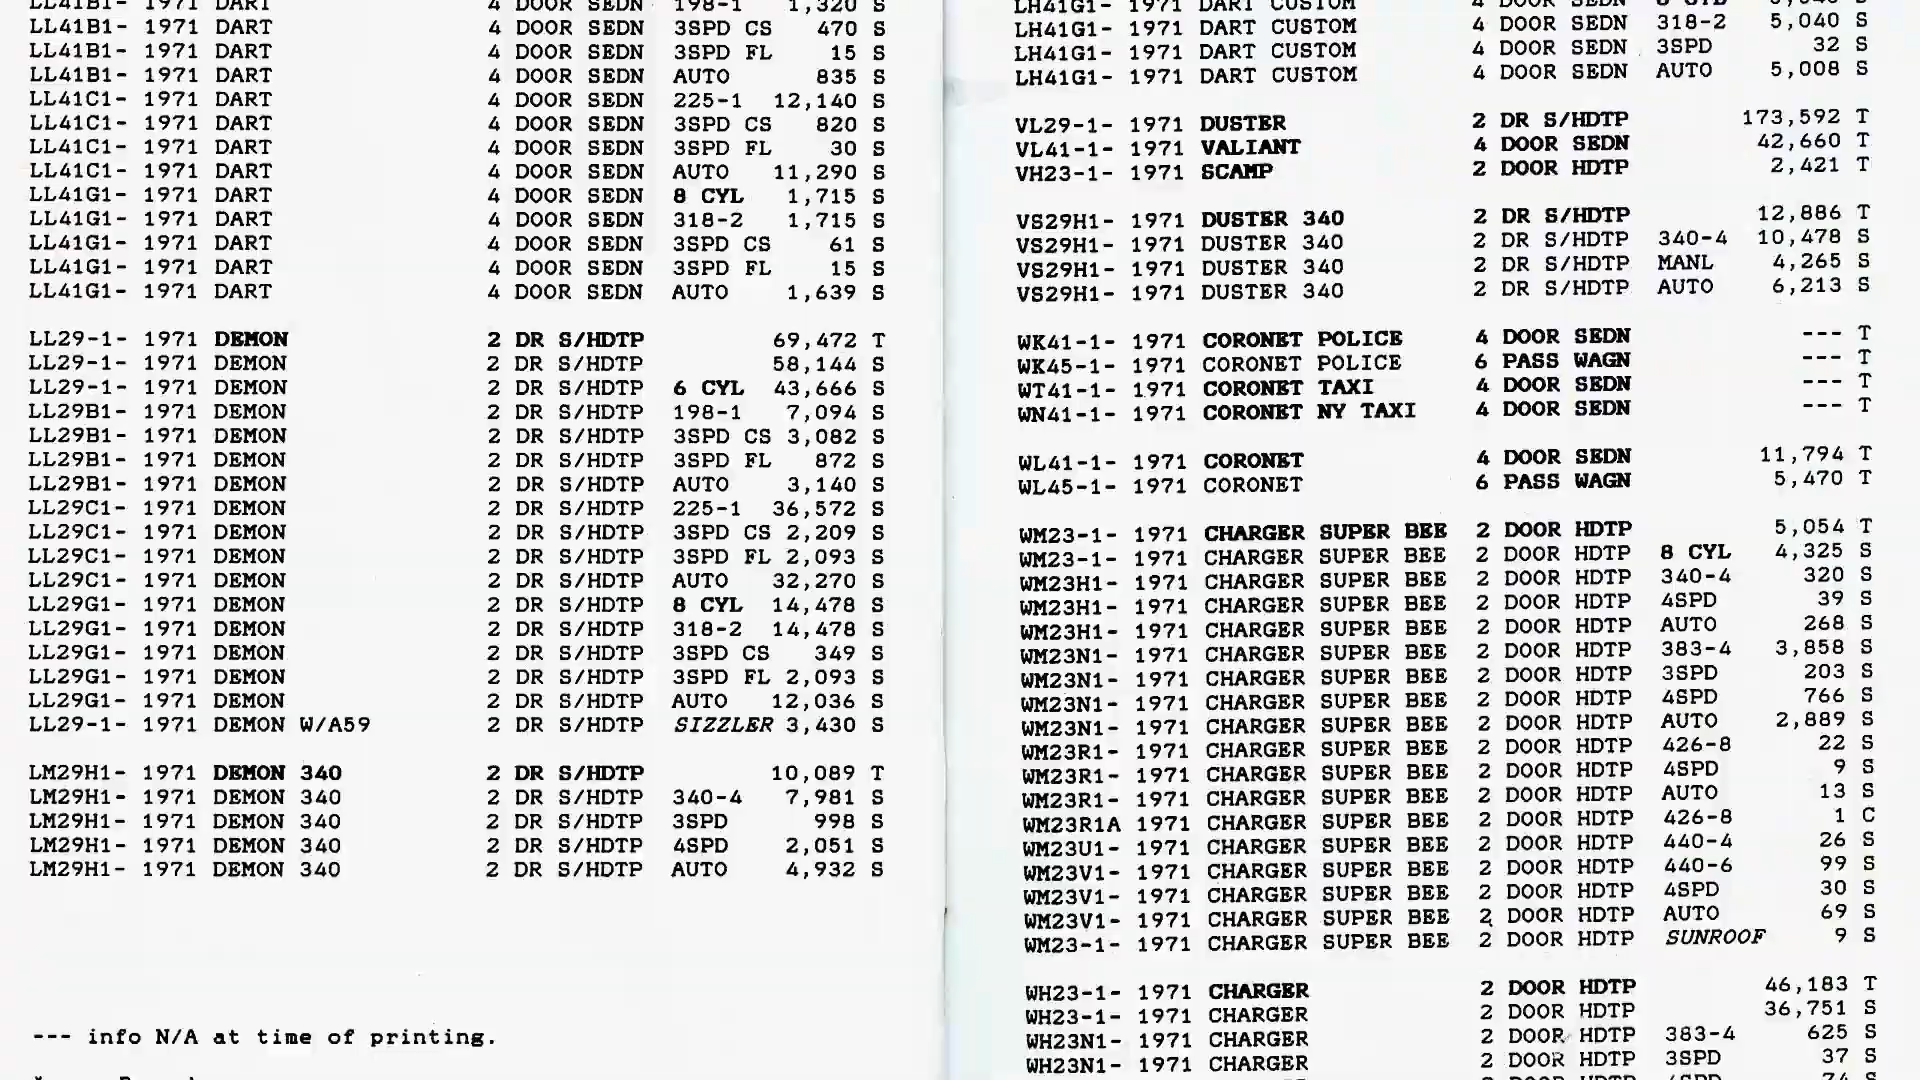 LL41B1- 1971 DART 4 DOOR SEDN 198-1 1,320 S
LL41B1- 1971 DART 4 DOOR SEDN 3SPD CS 470 S
LL41B1- 1971 DART 4 DOOR SEDN 3SPD FL 15 S
LL41B1- 1971 DART 4 DOOR SEDN AUTO 835 S
LL41C1- 1971 DART 4 DOOR SEDN 225-1 12,140 S
LL41C1- 1971 DART 4 DOOR SEDN 3SPD CS 820 S
LL41C1- 1971 DART 4 DOOR SEDN 3SPD FL 30 S
LL41C1- 1971 DART 4 DOOR SEDN AUTO 11,290 S
LL41G1- 1971 DART 4 DOOR SEDN 8 CYL 1,715 S
LL41G1- 1971 DART 4 DOOR SEDN 318-2 1,715 S
LL41G1- 1971 DART 4 DOOR SEDN 3SPD CS 61 S
LL41G1- 1971 DART 4 DOOR SEDN 3SPD FL 15 S
LL41G1- 1971 DART 4 DOOR SEDN AUTO 1,639 S
LL29-1- 1971 DEMON 2 DR S/HDTP 69,472 T
LL29-1- 1971 DEMON 2 DR S/HDTP 58,144 S
LL29-1- 1971 DEMON 2 DR S/HDTP 6 CYL 43,666 S
LL29B1- 1971 DEMON 2 DR S/HDTP 198-1 7,094 S
LL29B1- 1971 DEMON 2 DR S/HDTP 3SPD CS 3,082 S
LL29B1- 1971 DEMON 2 DR S/HDTP 3SPD FL 872 S
LL29B1- 1971 DEMON 2 DR S/HDTP AUTO 3,140 S
LL29C1- 1971 DEMON 2 DR S/HDTP 225-1 36,572 S
LL29C1- 1971 DEMON 2 DR S/HDTP 3SPD CS 2,209 S
LL29C1- 1971 DEMON 2 DR S/HDTP 3SPD FL 2,093 S
LL29C1- 1971 DEMON 2 DR S/HDTP AUTO 32,270 S
LL29G1- 1971 DEMON 2 DR S/HDTP 8 CYL 14,478 S
LL29G1- 1971 DEMON 2 DR S/HDTP 318-2 14,478 S
LL29G1- 1971 DEMON 2 DR S/HDTP 3SPD CS 349 S
LL29G1- 1971 DEMON 2 DR S/HDTP 3SPD FL 2,093 S
LL29G1- 1971 DEMON 2 DR S/HDTP AUTO 12,036 S
LL29-1- 1971 DEMON W/A59 2 DR S/HDTP SIZZLER 3,430 S
LM29H1- 1971 DEMON 340 2 DR S/HDTP 10,089 T
LM29H1- 1971 DEMON 340 2 DR S/HDTP 340-4 7,981 S
LM29H1- 1971 DEMON 340 2 DR S/HDTP 3SPD 998 S
LM29H1- 1971 DEMON 340 2 DR S/HDTP 4SPD 2,051 S
LM29H1- 1971 DEMON 340 2 DR S/HDTP AUTO 4,932 S
--- info N/A at time of printing.
LH41G1- 1971 DART CUSTOM 4 DOOR SEDN 8 CYL
LH41G1- 1971 DART CUSTOM 4 DOOR SEDN 318-2 5,040 S
LH41G1- 1971 DART CUSTOM 4 DOOR SEDN 3SPD 32 S
LH41G1- 1971 DART CUSTOM 4 DOOR SEDN AUTO 5,008 S
VL29-1- 1971 DUSTER 2 DR S/HDTP 173,592 T
VL41-1- 1971 VALIANT 4 DOOR SEDN 42,660 T
VH23-1- 1971 SCAMP 2 DOOR HDTP 2,421 T
VS29H1- 1971 DUSTER 340 2 DR S/HDTP 12,886 T
VS29H1- 1971 DUSTER 340 2 DR S/HDTP 340-4 10,478 S
VS29H1- 1971 DUSTER 340 2 DR S/HDTP MANL 4,265 S
VS29H1- 1971 DUSTER 340 2 DR S/HDTP AUTO 6,213 S
WK41-1- 1971 CORONET POLICE 4 DOOR SEDN --- T
WK45-1- 1971 CORONET POLICE 6 PASS WAGN --- T
WT41-1- 1971 CORONET TAXI 4 DOOR SEDN --- T
WN41-1- 1971 CORONET NY TAXI 4 DOOR SEDN --- T
WL41-1- 1971 CORONET 4 DOOR SEDN 11,794 T
WL45-1- 1971 CORONET 6 PASS WAGN 5,470 T
WM23-1- 1971 CHARGER SUPER BEE 2 DOOR HDTP 5,054 T
WM23-1- 1971 CHARGER SUPER BEE 2 DOOR HDTP 8 CYL 4,325 S
WM23H1- 1971 CHARGER SUPER BEE 2 DOOR HDTP 340-4 320 S
WM23H1- 1971 CHARGER SUPER BEE 2 DOOR HDTP 4SPD 39 S
WM23H1- 1971 CHARGER SUPER BEE 2 DOOR HDTP AUTO 268 S
WM23N1- 1971 CHARGER SUPER BEE 2 DOOR HDTP 383-4 3,858 S
WM23N1- 1971 CHARGER SUPER BEE 2 DOOR HDTP 3SPD 203 S
WM23N1- 1971 CHARGER SUPER BEE 2 DOOR HDTP 4SPD 766 S
WM23N1- 1971 CHARGER SUPER BEE 2 DOOR HDTP AUTO 2,889 S
WM23R1- 1971 CHARGER SUPER BEE 2 DOOR HDTP 426-8 22 S
WM23R1- 1971 CHARGER SUPER BEE 2 DOOR HDTP 4SPD 9 S
WM23R1- 1971 CHARGER SUPER BEE 2 DOOR HDTP AUTO 13 S
WM23R1A 1971 CHARGER SUPER BEE 2 DOOR HDTP 426-8 1 C
WM23U1- 1971 CHARGER SUPER BEE 2 DOOR HDTP 440-4 26 S
WM23V1- 1971 CHARGER SUPER BEE 2 DOOR HDTP 440-6 99 S
WM23V1- 1971 CHARGER SUPER BEE 2 DOOR HDTP 4SPD 30 S
WM23V1- 1971 CHARGER SUPER BEE 2 DOOR HDTP AUTO 69 S
WM23-1- 1971 CHARGER SUPER BEE 2 DOOR HDTP SUNROOF 9 S
WH23-1- 1971 CHARGER 2 DOOR HDTP 46,183 T
WH23-1- 1971 CHARGER 2 DOOR HDTP 36,751 S
WH23N1- 1971 CHARGER 2 DOOR HDTP 383-4 625 S
WH23N1- 1971 CHARGER 2 DOOR HDTP 3SPD 37 S